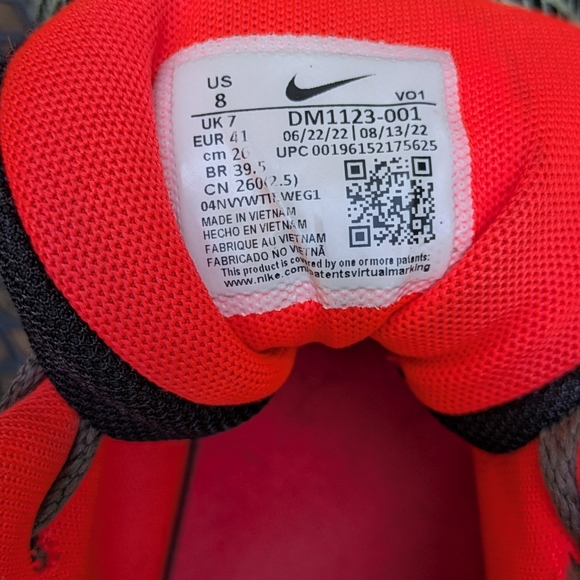 US
8
VO1
UK 7
DM1123-001
EUR 41
06/22/22 | 08/13/22
cm 26
UPC 00196152175625
BR 39.5
CN 260(2.5)
MADE IN VIETNAM
HECHO EN VIETNAM
FABRIQUE AU VIETNAM
FABRICADO NO VIETNÃ
This product is covered by one or more patents:
www.nike.com/patentsvirtualmarking